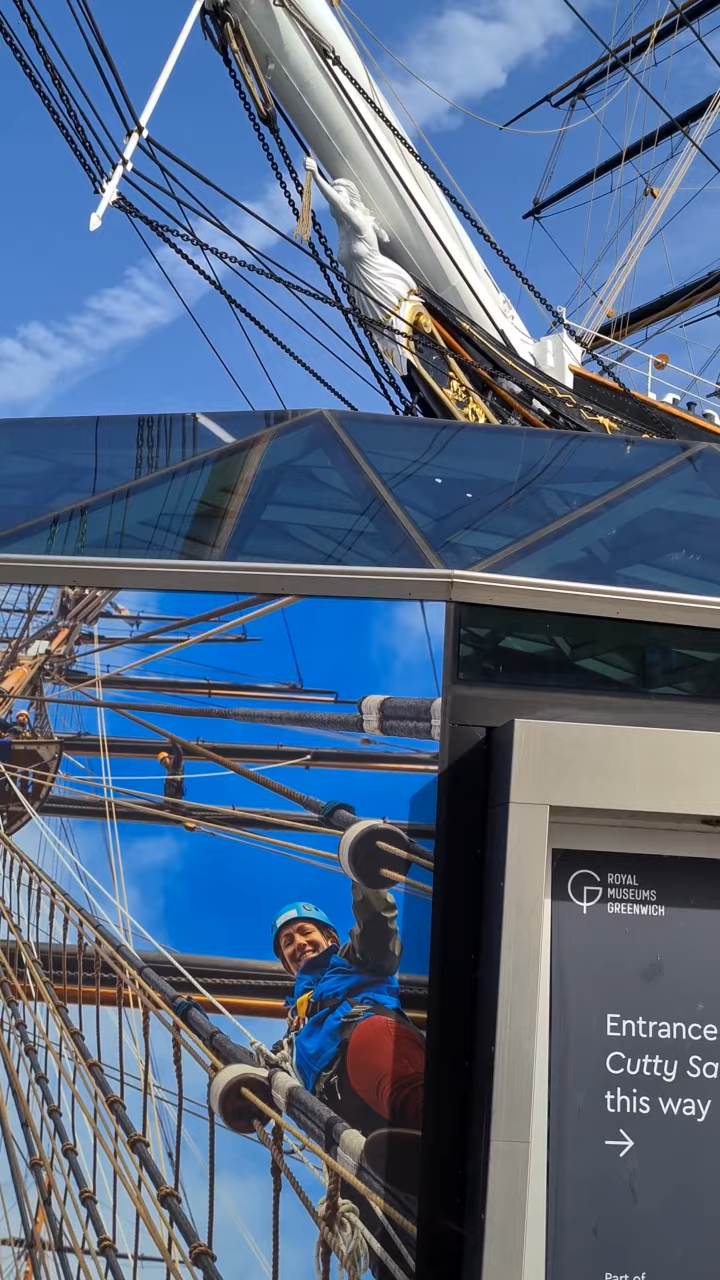 ROYAL
MUSEUMS
GREENWICH
Entrance
Cutty Sa
this way
→
Part of